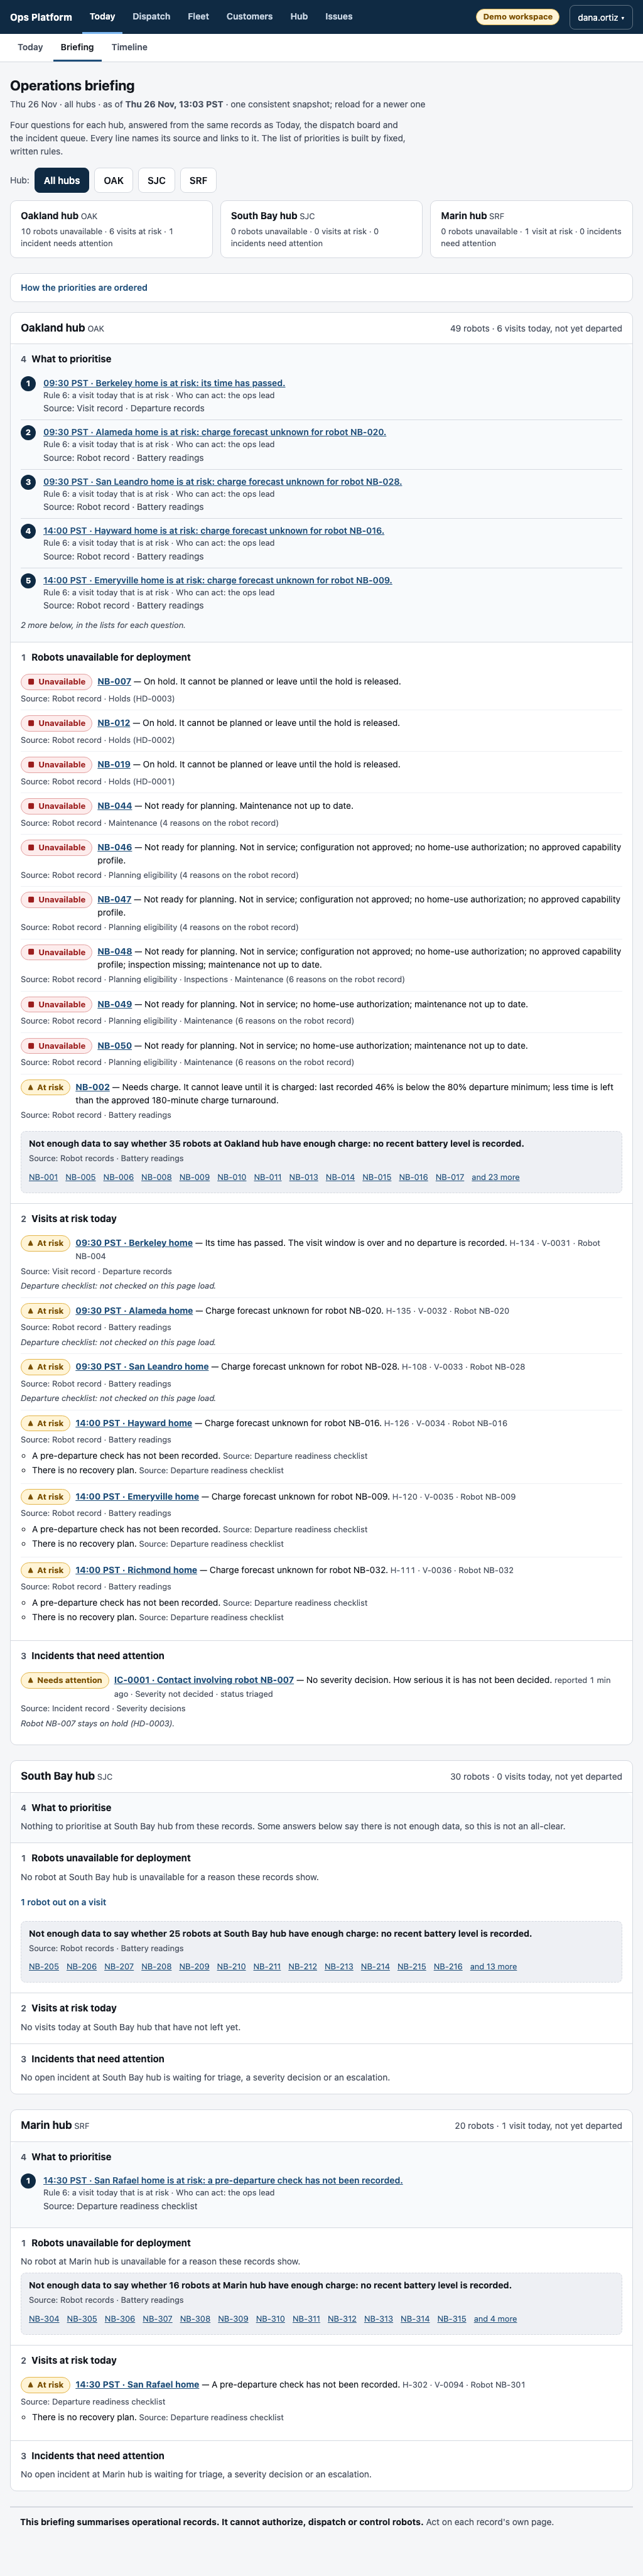 Ops Platform Today Dispatch Fleet Customers Hub Issues Demo workspace dana.ortiz
Today Briefing Timeline
Operations briefing
Thu 26 Nov · all hubs · as of Thu 26 Nov, 13:03 PST · one consistent snapshot; reload for a newer one
Four questions for each hub, answered from the same records as Today, the dispatch board and
the incident queue. Every line names its source and links to it. The list of priorities is built by fixed,
written rules.
Hub: All hubs OAK SJC SRF
Oakland hub OAK
10 robots unavailable · 6 visits at risk · 1
incident needs attention
South Bay hub SJC
0 robots unavailable · 0 visits at risk · 0
incidents need attention
Marin hub SRF
0 robots unavailable · 1 visit at risk · 0 incidents
need attention
How the priorities are ordered
Oakland hub OAK 49 robots · 6 visits today, not yet departed
4 What to prioritise
1 09:30 PST · Berkeley home is at risk: its time has passed.
Rule 6: a visit today that is at risk · Who can act: the ops lead
Source: Visit record · Departure records
2 09:30 PST · Alameda home is at risk: charge forecast unknown for robot NB-020.
Rule 6: a visit today that is at risk · Who can act: the ops lead
Source: Robot record · Battery readings
3 09:30 PST · San Leandro home is at risk: charge forecast unknown for robot NB-028.
Rule 6: a visit today that is at risk · Who can act: the ops lead
Source: Robot record · Battery readings
4 14:00 PST · Hayward home is at risk: charge forecast unknown for robot NB-016.
Rule 6: a visit today that is at risk · Who can act: the ops lead
Source: Robot record · Battery readings
5 14:00 PST · Emeryville home is at risk: charge forecast unknown for robot NB-009.
Rule 6: a visit today that is at risk · Who can act: the ops lead
Source: Robot record · Battery readings
2 more below, in the lists for each question.
1 Robots unavailable for deployment
Unavailable NB-007 — On hold. It cannot be planned or leave until the hold is released.
Source: Robot record · Holds (HD-0003)
Unavailable NB-012 — On hold. It cannot be planned or leave until the hold is released.
Source: Robot record · Holds (HD-0002)
Unavailable NB-019 — On hold. It cannot be planned or leave until the hold is released.
Source: Robot record · Holds (HD-0001)
Unavailable NB-044 — Not ready for planning. Maintenance not up to date.
Source: Robot record · Maintenance (4 reasons on the robot record)
Unavailable NB-046 — Not ready for planning. Not in service; configuration not approved; no home-use authorization; no approved capability
profile.
Source: Robot record · Planning eligibility (4 reasons on the robot record)
Unavailable NB-047 — Not ready for planning. Not in service; configuration not approved; no home-use authorization; no approved capability
profile.
Source: Robot record · Planning eligibility (4 reasons on the robot record)
Unavailable NB-048 — Not ready for planning. Not in service; configuration not approved; no home-use authorization; no approved capability
profile; inspection missing; maintenance not up to date.
Source: Robot record · Planning eligibility · Inspections · Maintenance (6 reasons on the robot record)
Unavailable NB-049 — Not ready for planning. Not in service; no home-use authorization; maintenance not up to date.
Source: Robot record · Planning eligibility · Maintenance (6 reasons on the robot record)
Unavailable NB-050 — Not ready for planning. Not in service; no home-use authorization; maintenance not up to date.
Source: Robot record · Planning eligibility · Maintenance (6 reasons on the robot record)
At risk NB-002 — Needs charge. It cannot leave until it is charged: last recorded 46% is below the 80% departure minimum; less time is left
than the approved 180-minute charge turnaround.
Source: Robot record · Battery readings
Not enough data to say whether 35 robots at Oakland hub have enough charge: no recent battery level is recorded.
Source: Robot records · Battery readings
NB-001 NB-005 NB-006 NB-008 NB-009 NB-010 NB-011 NB-013 NB-014 NB-015 NB-016 NB-017 and 23 more
2 Visits at risk today
At risk 09:30 PST · Berkeley home — Its time has passed. The visit window is over and no departure is recorded. H-134 · V-0031 · Robot
NB-004
Source: Visit record · Departure records
Departure checklist: not checked on this page load.
At risk 09:30 PST · Alameda home — Charge forecast unknown for robot NB-020. H-135 · V-0032 · Robot NB-020
Source: Robot record · Battery readings
Departure checklist: not checked on this page load.
At risk 09:30 PST · San Leandro home — Charge forecast unknown for robot NB-028. H-108 · V-0033 · Robot NB-028
Source: Robot record · Battery readings
Departure checklist: not checked on this page load.
At risk 14:00 PST · Hayward home — Charge forecast unknown for robot NB-016. H-126 · V-0034 · Robot NB-016
Source: Robot record · Battery readings
A pre-departure check has not been recorded. Source: Departure readiness checklist
There is no recovery plan. Source: Departure readiness checklist
At risk 14:00 PST · Emeryville home — Charge forecast unknown for robot NB-009. H-120 · V-0035 · Robot NB-009
Source: Robot record · Battery readings
A pre-departure check has not been recorded. Source: Departure readiness checklist
There is no recovery plan. Source: Departure readiness checklist
At risk 14:00 PST · Richmond home — Charge forecast unknown for robot NB-032. H-111 · V-0036 · Robot NB-032
Source: Robot record · Battery readings
A pre-departure check has not been recorded. Source: Departure readiness checklist
There is no recovery plan. Source: Departure readiness checklist
3 Incidents that need attention
Needs attention IC-0001 · Contact involving robot NB-007 — No severity decision. How serious it is has not been decided. reported 1 min
ago · Severity not decided · status triaged
Source: Incident record · Severity decisions
Robot NB-007 stays on hold (HD-0003).
South Bay hub SJC 30 robots · 0 visits today, not yet departed
4 What to prioritise
Nothing to prioritise at South Bay hub from these records. Some answers below say there is not enough data, so this is not an all-clear.
1 Robots unavailable for deployment
No robot at South Bay hub is unavailable for a reason these records show.
1 robot out on a visit
Not enough data to say whether 25 robots at South Bay hub have enough charge: no recent battery level is recorded.
Source: Robot records · Battery readings
NB-205 NB-206 NB-207 NB-208 NB-209 NB-210 NB-211 NB-212 NB-213 NB-214 NB-215 NB-216 and 13 more
2 Visits at risk today
No visits today at South Bay hub that have not left yet.
3 Incidents that need attention
No open incident at South Bay hub is waiting for triage, a severity decision or an escalation.
Marin hub SRF 20 robots · 1 visit today, not yet departed
4 What to prioritise
1 14:30 PST · San Rafael home is at risk: a pre-departure check has not been recorded.
Rule 6: a visit today that is at risk · Who can act: the ops lead
Source: Departure readiness checklist
1 Robots unavailable for deployment
No robot at Marin hub is unavailable for a reason these records show.
Not enough data to say whether 16 robots at Marin hub have enough charge: no recent battery level is recorded.
Source: Robot records · Battery readings
NB-304 NB-305 NB-306 NB-307 NB-308 NB-309 NB-310 NB-311 NB-312 NB-313 NB-314 NB-315 and 4 more
2 Visits at risk today
At risk 14:30 PST · San Rafael home — A pre-departure check has not been recorded. H-302 · V-0094 · Robot NB-301
Source: Departure readiness checklist
There is no recovery plan. Source: Departure readiness checklist
3 Incidents that need attention
No open incident at Marin hub is waiting for triage, a severity decision or an escalation.
This briefing summarises operational records. It cannot authorize, dispatch or control robots. Act on each record's own page.